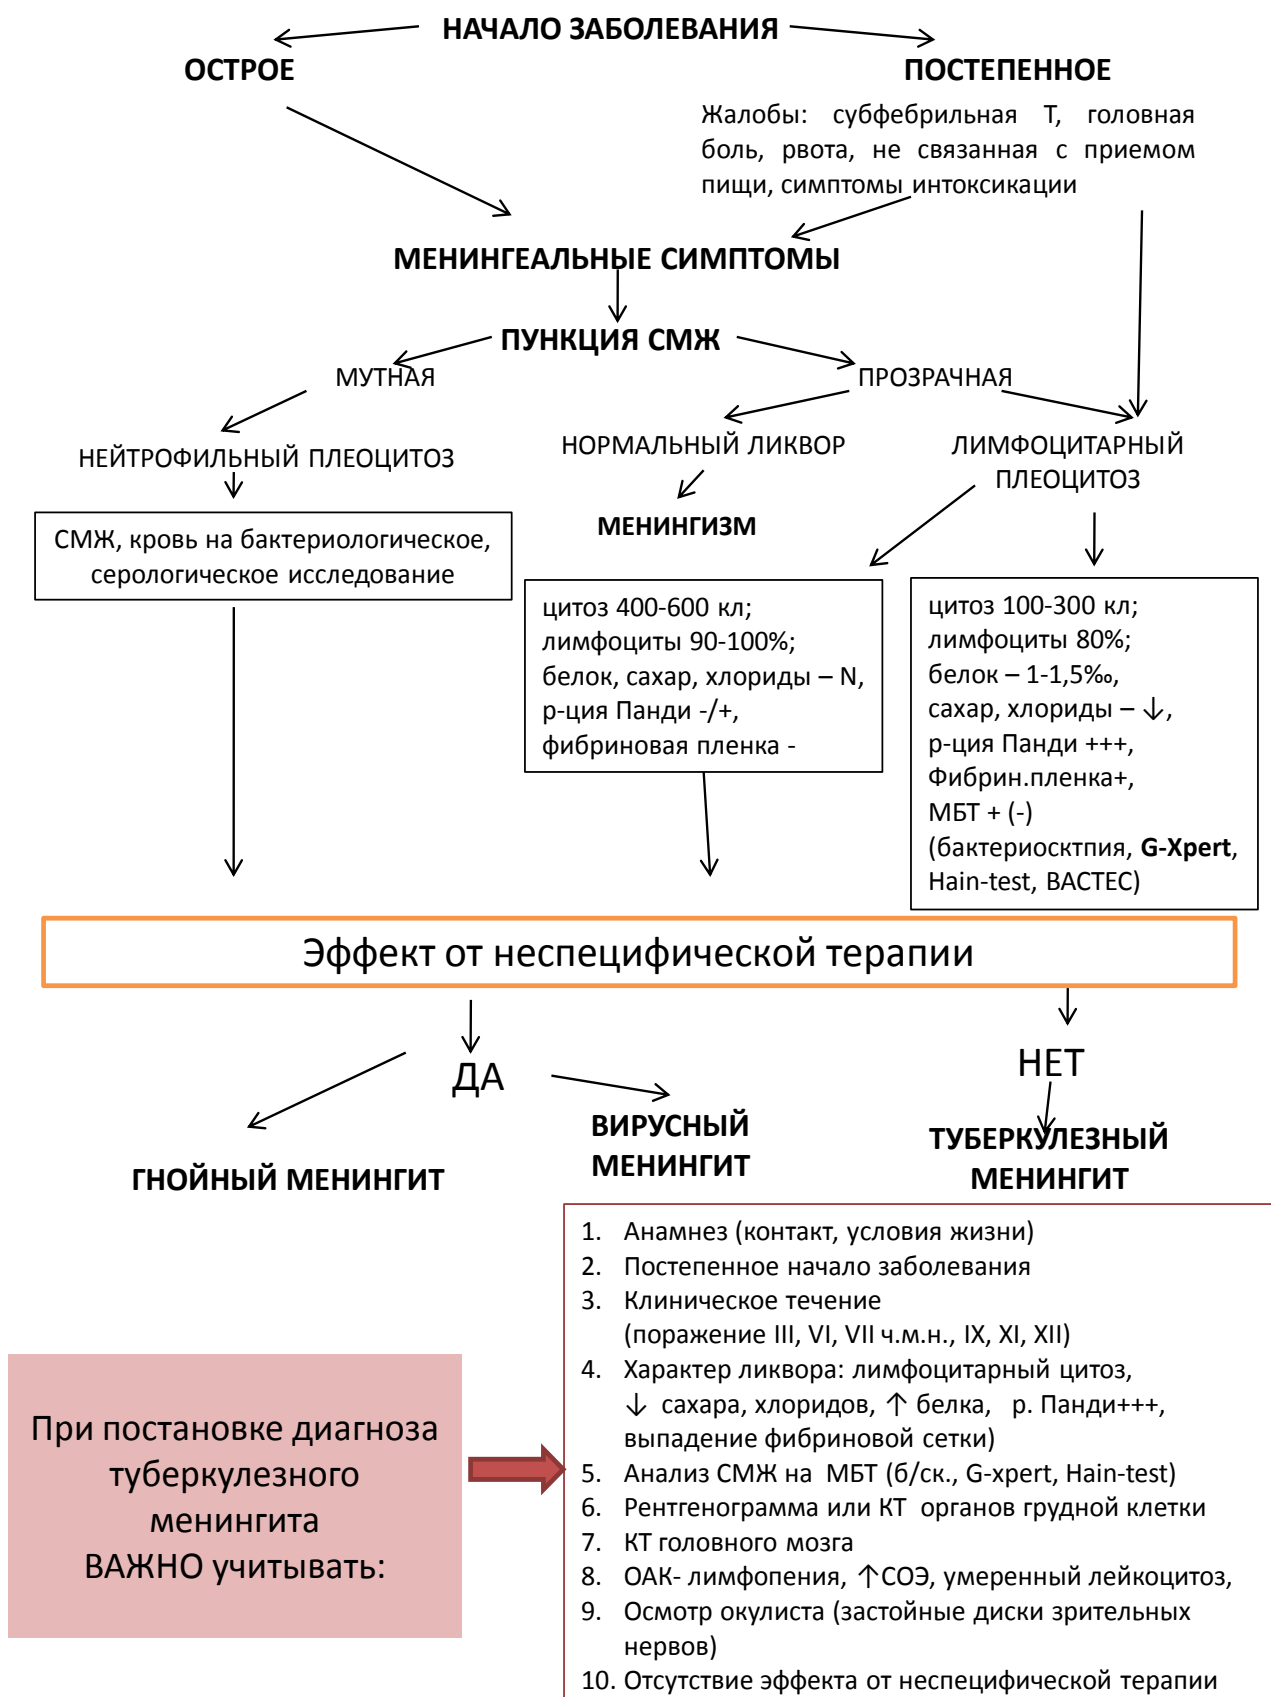 НАЧАЛО ЗАБОЛЕВАНИЯ
ОСТРОЕ
ПОСТЕПЕННОЕ
Жалобы: субфебрильная Т, головная
боль, рвота, не связанная с приемом
пищи, симптомы интоксикации
МЕНИНГЕАЛЬНЫЕ СИМПТОМЫ
ПУНКЦИЯ СМЖ
МУТНАЯ
ПРОЗРАЧНАЯ
НЕЙТРОФИЛЬНЫЙ ПЛЕОЦИТОЗ
НОРМАЛЬНЫЙ ЛИКВОР
ЛИМФОЦИТАРНЫЙ
ПЛЕОЦИТОЗ
МЕНИНГИЗМ
СМЖ, кровь на бактериологическое,
серологическое исследование
цитоз 400-600 кл;
лимфоциты 90-100%;
белок, сахар, хлориды – N,
р-ция Панди -/+,
фибриновая пленка -
цитоз 100-300 кл;
лимфоциты 80%;
белок – 1-1,5‰,
сахар, хлориды – ↓,
р-ция Панди +++,
Фибрин.пленка+,
МБТ + (-)
(бактериосктпия, G-Xpert,
Hain-test, BACTEC)
Эффект от неспецифической терапии
ДА
НЕТ
ГНОЙНЫЙ МЕНИНГИТ
ВИРУСНЫЙ
МЕНИНГИТ
ТУБЕРКУЛЕЗНЫЙ
МЕНИНГИТ
При постановке диагноза
туберкулезного
менингита
ВАЖНО учитывать:
1. Анамнез (контакт, условия жизни)
2. Постепенное начало заболевания
3. Клиническое течение
(поражение III, VI, VII ч.м.н., IX, XI, XII)
4. Характер ликвора: лимфоцитарный цитоз,
↓ сахара, хлоридов, ↑ белка, р. Панди+++,
выпадение фибриновой сетки)
5. Анализ СМЖ на МБТ (б/ск., G-xpert, Hain-test)
6. Рентгенограмма или КТ органов грудной клетки
7. КТ головного мозга
8. ОАК- лимфопения, ↑СОЭ, умеренный лейкоцитоз,
9. Осмотр окулиста (застойные диски зрительных
нервов)
10. Отсутствие эффекта от неспецифической терапии